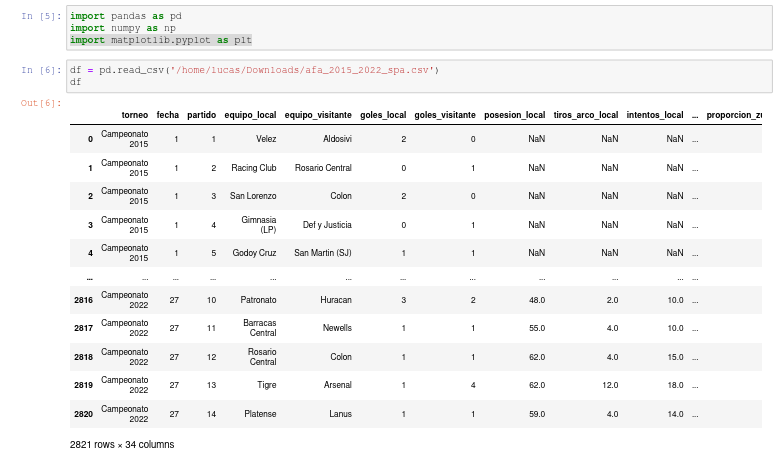 In [5]: import pandas as pd
import numpy as np
import matplotlib.pyplot as plt
In [6]: df = pd.read_csv('/home/lucas/Downloads/afa_2015_2022_spa.csv')
df
Out[6]:
torneo fecha partido equipo_local equipo_visitante goles_local goles_visitante posesion_local tiros_arco_local intentos_local ... proporcion_zu
0 Campeonato 2015 1 1 Velez Aldosivi 2 0 NaN NaN NaN ...
1 Campeonato 2015 1 2 Racing Club Rosario Central 0 1 NaN NaN NaN ...
2 Campeonato 2015 1 3 San Lorenzo Colon 2 0 NaN NaN NaN ...
3 Campeonato 2015 1 4 Gimnasia (LP) Def y Justicia 0 1 NaN NaN NaN ...
4 Campeonato 2015 1 5 Godoy Cruz San Martin (SJ) 1 1 NaN NaN NaN ...
... ... ... ... ... ... ... ... ... ... ... ...
2816 Campeonato 2022 27 10 Patronato Huracan 3 2 48.0 2.0 10.0 ...
2817 Campeonato 2022 27 11 Barracas Central Newells 1 1 55.0 4.0 10.0 ...
2818 Campeonato 2022 27 12 Rosario Central Colon 1 1 62.0 4.0 15.0 ...
2819 Campeonato 2022 27 13 Tigre Arsenal 1 4 62.0 12.0 18.0 ...
2820 Campeonato 2022 27 14 Platense Lanus 1 1 59.0 4.0 14.0 ...
2821 rows × 34 columns